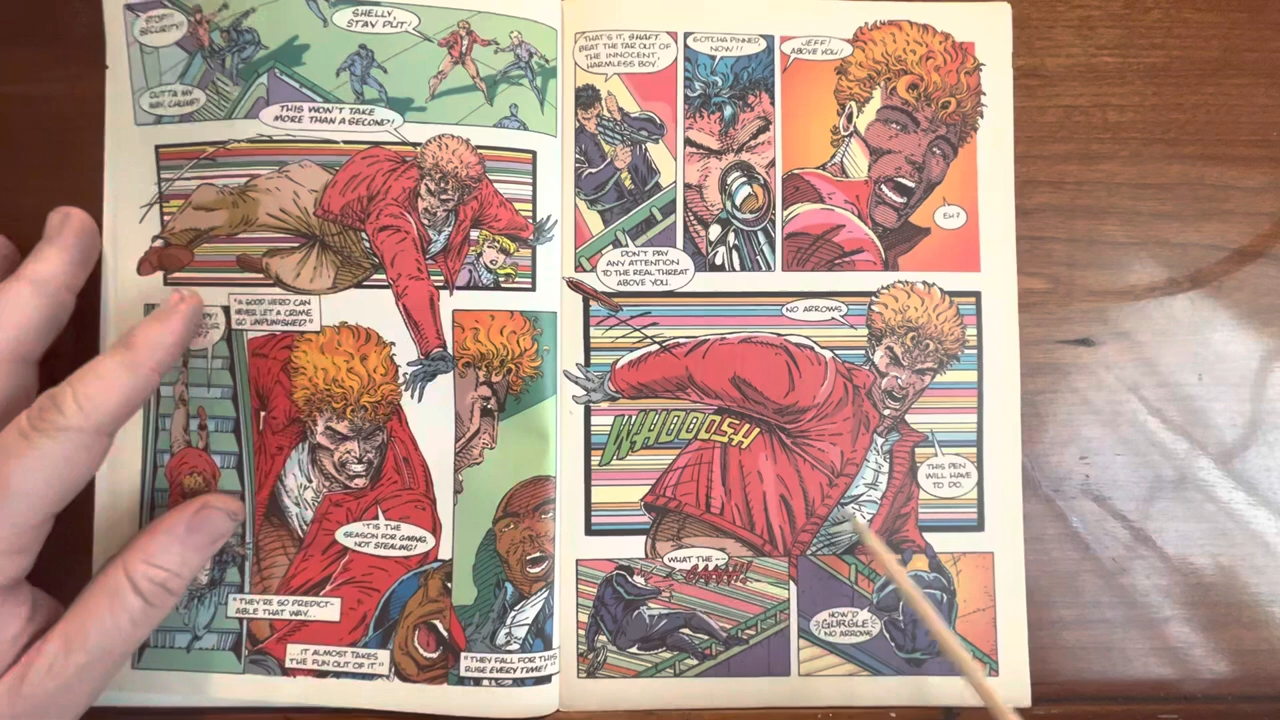 STOP!!
SECURITY!
OUTTA MY
WAY, CHUMP!
SHELLY,
STAY PUT!
THIS WON'T TAKE
MORE THAN A SECOND!
"A GOOD HERO CAN
NEVER LET A CRIME
GO UNPUNISHED."
'TIS THE
SEASON FOR GIVING,
NOT STEALING!
"THEY'RE SO PREDICT-
ABLE THAT WAY...
...IT ALMOST TAKES
THE FUN OUT OF IT."
"THEY FALL FOR THIS
RUSE EVERY TIME!"
THAT'S IT, SHAFT.
BEAT THE TAR OUT OF
THE INNOCENT,
HARMLESS BOY.
DON'T PAY
ANY ATTENTION
TO THE REAL THREAT
ABOVE YOU.
GOTCHA PINNED,
NOW!!
JEFF!
ABOVE YOU!
EH?
NO ARROWS.
WHOOOSH
THIS PEN
WILL HAVE
TO DO.
WHAT THE --
GAKCH!
HOW'D
GURGLE
NO ARROWS